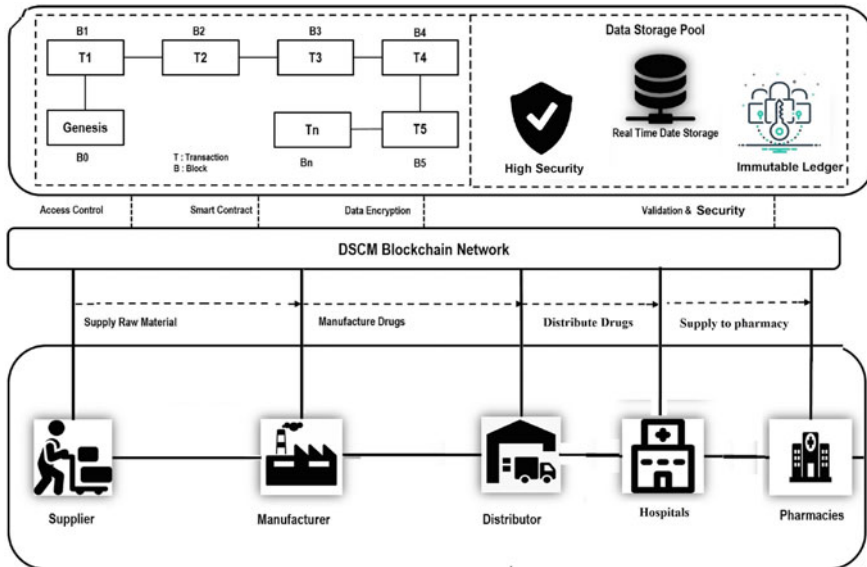 B1
B2
B3
B4
T1
T2
T3
T4
Genesis
Tn
T5
B0
Bn
B5
T : Transaction
B : Block
Data Storage Pool
High Security
Real Time Date Storage
Immutable Ledger
Access Control
Smart Contract
Data Encryption
Validation & Security
DSCM Blockchain Network
Supply Raw Material
Manufacture Drugs
Distribute Drugs
Supply to pharmacy
Supplier
Manufacturer
Distributor
Hospitals
Pharmacies